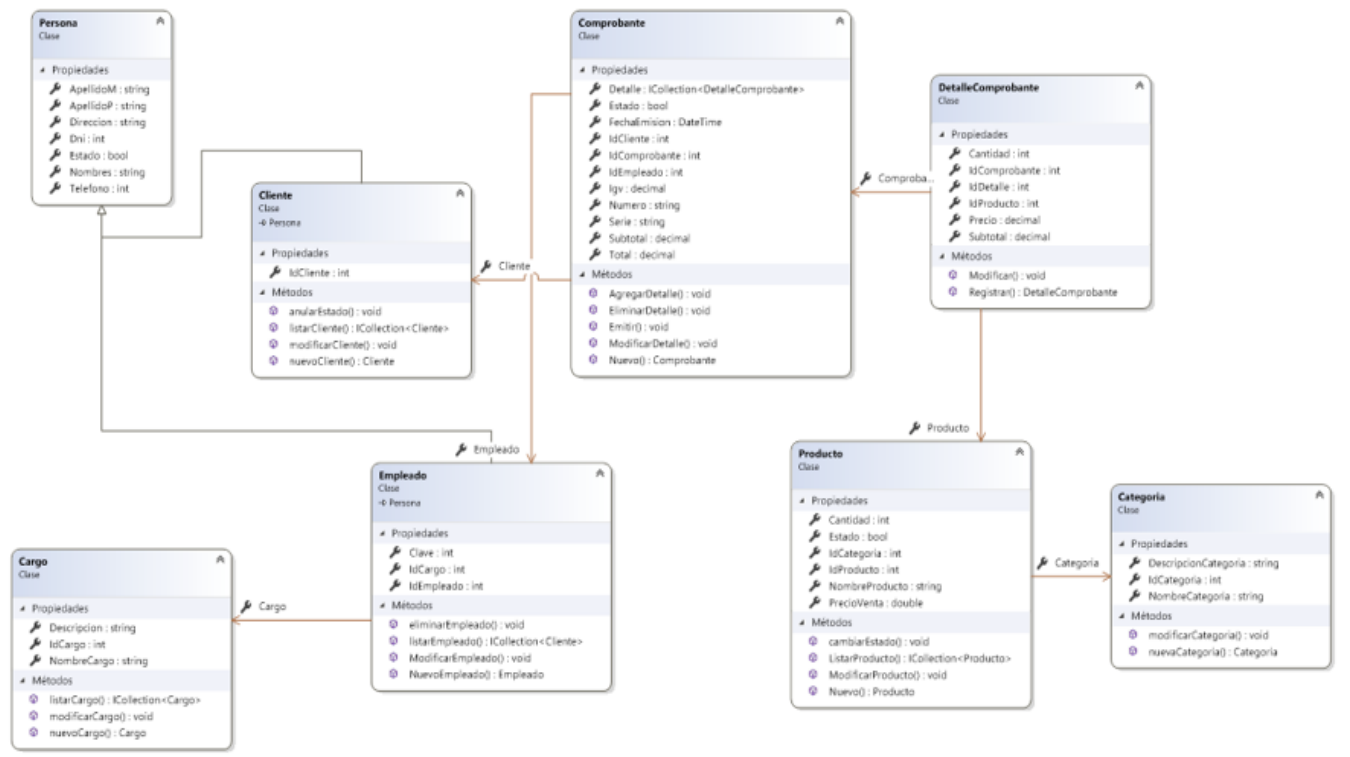 Persona
Clase
Propiedades
ApellidoM : string
ApellidoP : string
Direccion : string
Dni : int
Estado : bool
Nombres : string
Telefono : int
Cliente
Clase
Persona
Propiedades
IdCliente : int
Métodos
anularEstado() : void
listarCliente() : ICollection<Cliente>
modificarCliente() : void
nuevoCliente() : Cliente
Cliente
Comprobante
Clase
Propiedades
Detalle : ICollection<DetalleComprobante>
Estado : bool
FechaEmision : DateTime
IdCliente : int
IdComprobante : int
IdEmpleado : int
Igv : decimal
Numero : string
Serie : string
Subtotal : decimal
Total : decimal
Métodos
AgregarDetalle() : void
EliminarDetalle() : void
Emitir() : void
ModificarDetalle() : void
Nuevo() : Comprobante
Comproba...
DetalleComprobante
Clase
Propiedades
Cantidad : int
IdComprobante : int
IdDetalle : int
IdProducto : int
Precio : decimal
Subtotal : decimal
Métodos
Modificar() : void
Registrar() : DetalleComprobante
Cargo
Clase
Propiedades
Descripcion : string
IdCargo : int
NombreCargo : string
Métodos
listarCargo() : ICollection<Cargo>
modificarCargo() : void
nuevoCargo() : Cargo
Cargo
Empleado
Empleado
Clase
Persona
Propiedades
Clave : int
IdCargo : int
IdEmpleado : int
Métodos
eliminarEmpleado() : void
listarEmpleado() : ICollection<Cliente>
ModificarEmpleado() : void
NuevoEmpleado() : Empleado
Producto
Producto
Clase
Propiedades
Cantidad : int
Estado : bool
IdCategoria : int
IdProducto : int
NombreProducto : string
PrecioVenta : double
Métodos
cambiarEstado() : void
ListarProducto() : ICollection<Producto>
ModificarProducto() : void
Nuevo() : Producto
Categoria
Categoria
Clase
Propiedades
DescripcionCategoria : string
IdCategoria : int
NombreCategoria : string
Métodos
modificarCategoria() : void
nuevaCategoria() : Categoria